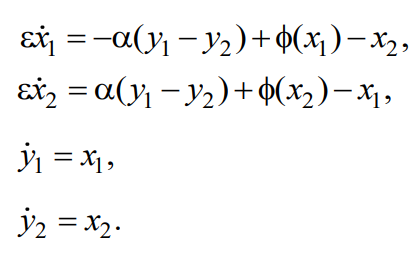 εẋ₁ = −α(y₁ − y₂) + ϕ(x₁) − x₂,
εẋ₂ = α(y₁ − y₂) + ϕ(x₂) − x₁,
ẏ₁ = x₁,
ẏ₂ = x₂.